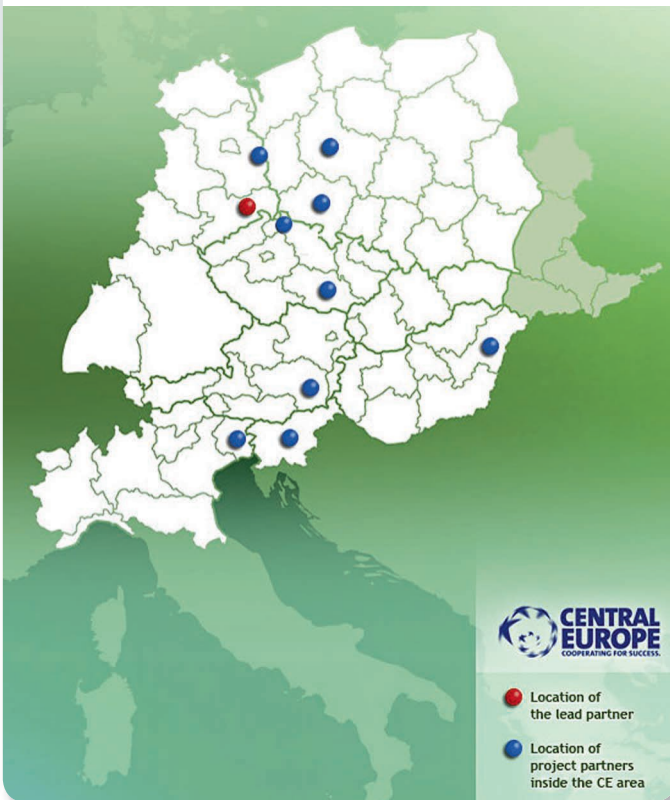 CENTRAL
EUROPE
COOPERATING FOR SUCCESS.
Location of
the lead partner
Location of
project partners
inside the CE area